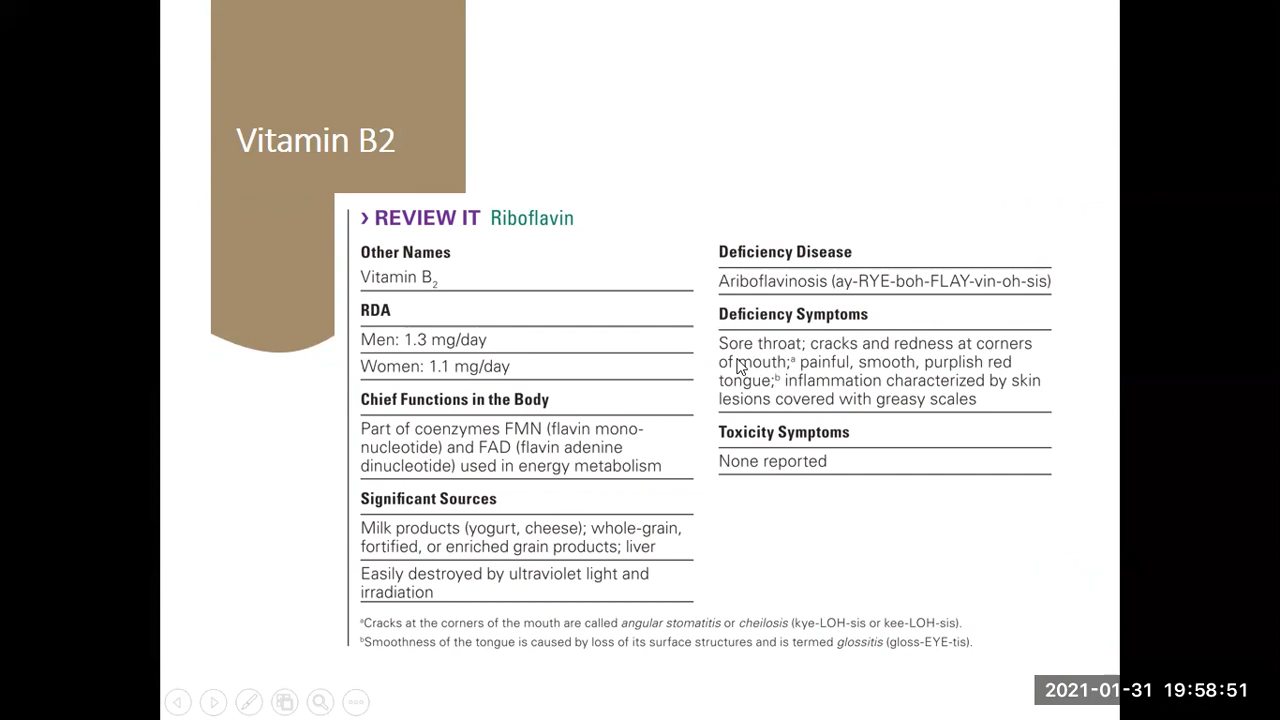 Vitamin B2
› REVIEW IT Riboflavin
Other Names
Vitamin B2
RDA
Men: 1.3 mg/day
Women: 1.1 mg/day
Chief Functions in the Body
Part of coenzymes FMN (flavin mono-
nucleotide) and FAD (flavin adenine
dinucleotide) used in energy metabolism
Significant Sources
Milk products (yogurt, cheese); whole-grain,
fortified, or enriched grain products; liver
Easily destroyed by ultraviolet light and
irradiation
Deficiency Disease
Ariboflavinosis (ay-RYE-boh-FLAY-vin-oh-sis)
Deficiency Symptoms
Sore throat; cracks and redness at corners
of mouth;a painful, smooth, purplish red
tongue;b inflammation characterized by skin
lesions covered with greasy scales
Toxicity Symptoms
None reported
aCracks at the corners of the mouth are called angular stomatitis or cheilosis (kye-LOH-sis or kee-LOH-sis).
bSmoothness of the tongue is caused by loss of its surface structures and is termed glossitis (gloss-EYE-tis).
2021-01-31 19:58:51